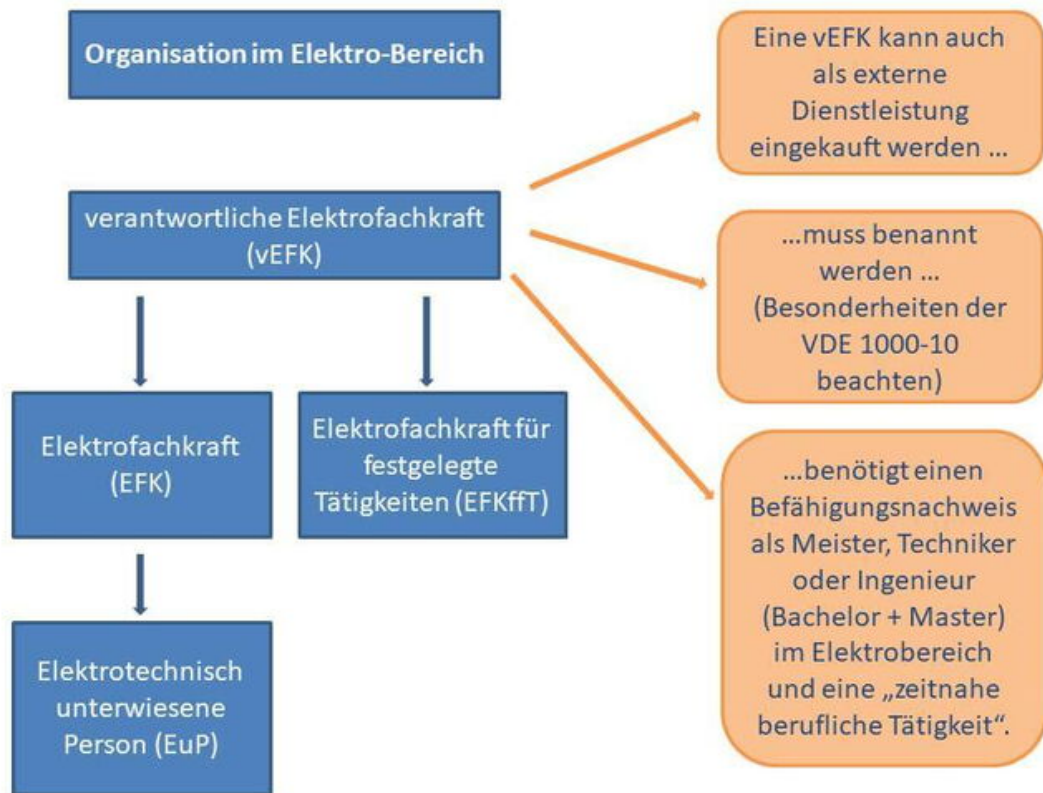 Organisation im Elektro-Bereich
verantwortliche Elektrofachkraft
(vEFK)
Elektrofachkraft
(EFK)
Elektrofachkraft für
festgelegte
Tätigkeiten (EFKffT)
Elektrotechnisch
unterwiesene
Person (EuP)
Eine vEFK kann auch
als externe
Dienstleistung
eingekauft werden ...
...muss benannt
werden ...
(Besonderheiten der
VDE 1000-10
beachten)
...benötigt einen
Befähigungsnachweis
als Meister, Techniker
oder Ingenieur
(Bachelor + Master)
im Elektrobereich
und eine „zeitnahe
berufliche Tätigkeit“.